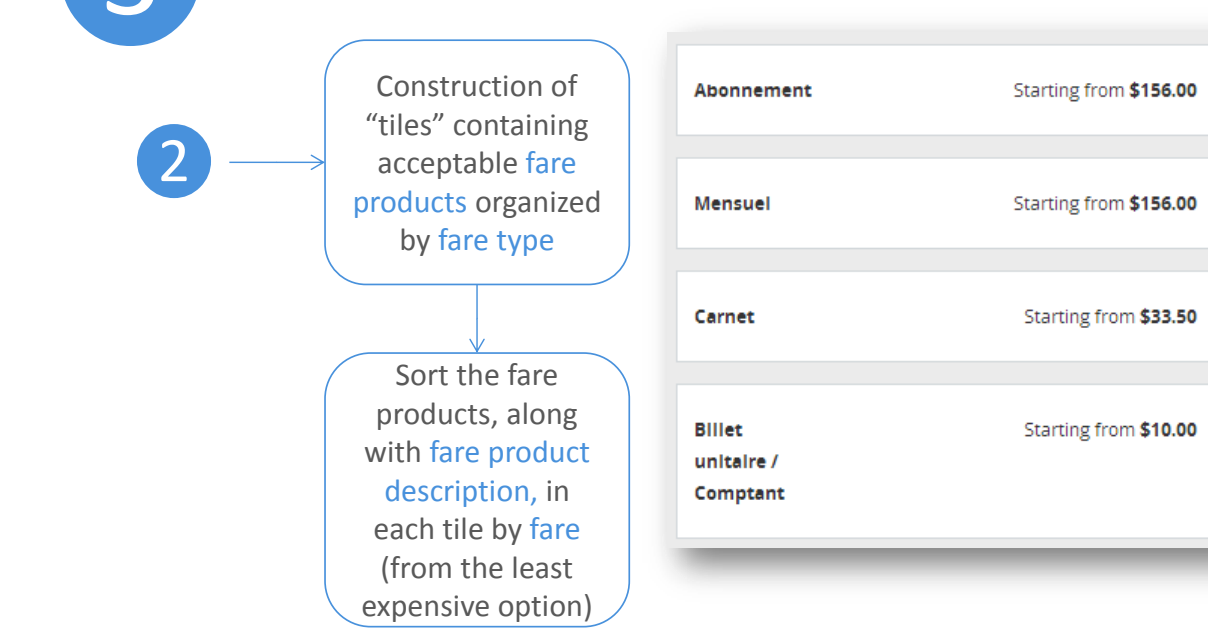 2
Construction of
“tiles” containing
acceptable fare
products organized
by fare type
Sort the fare
products, along
with fare product
description, in
each tile by fare
(from the least
expensive option)
Abonnement Starting from $156.00
Mensuel Starting from $156.00
Carnet Starting from $33.50
Billet Starting from $10.00
unitaire /
Comptant